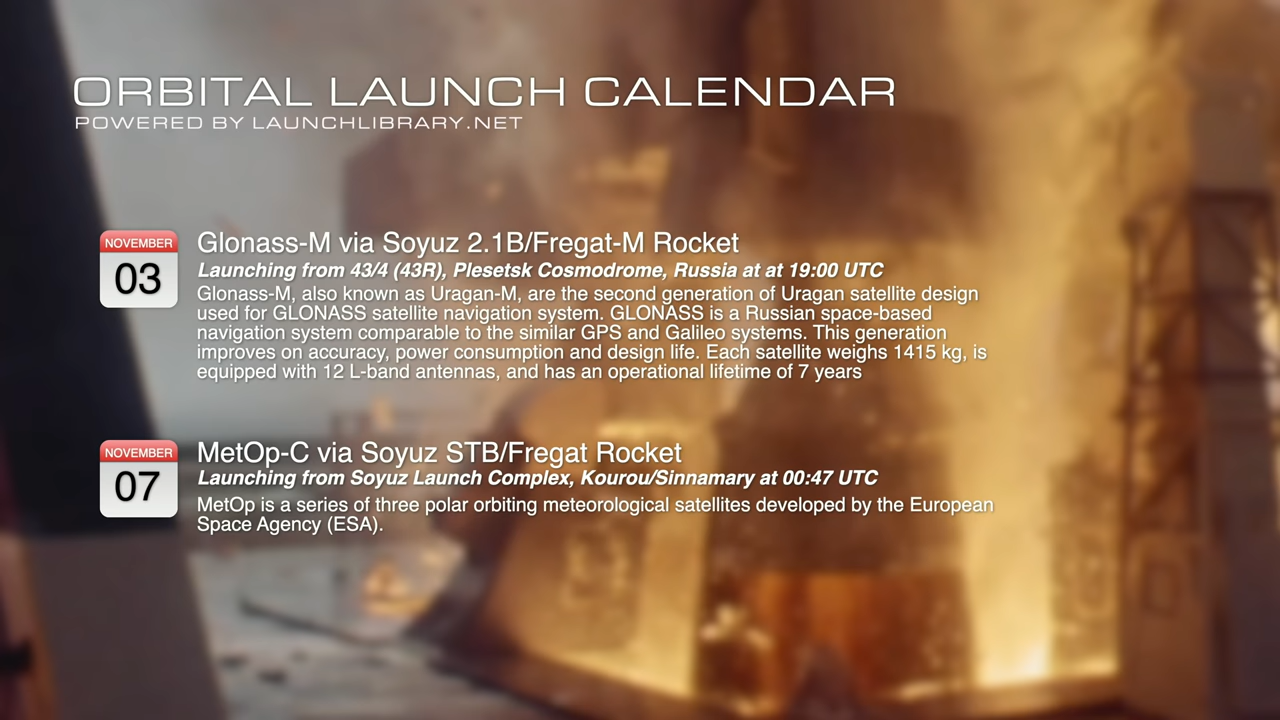 ORBITAL LAUNCH CALENDAR
POWERED BY LAUNCHLIBRARY.NET
NOVEMBER
03
Glonass-M via Soyuz 2.1B/Fregat-M Rocket
Launching from 43/4 (43R), Plesetsk Cosmodrome, Russia at at 19:00 UTC
Glonass-M, also known as Uragan-M, are the second generation of Uragan satellite design
used for GLONASS satellite navigation system. GLONASS is a Russian space-based
navigation system comparable to the similar GPS and Galileo systems. This generation
improves on accuracy, power consumption and design life. Each satellite weighs 1415 kg, is
equipped with 12 L-band antennas, and has an operational lifetime of 7 years
NOVEMBER
07
MetOp-C via Soyuz STB/Fregat Rocket
Launching from Soyuz Launch Complex, Kourou/Sinnamary at 00:47 UTC
MetOp is a series of three polar orbiting meteorological satellites developed by the European
Space Agency (ESA).